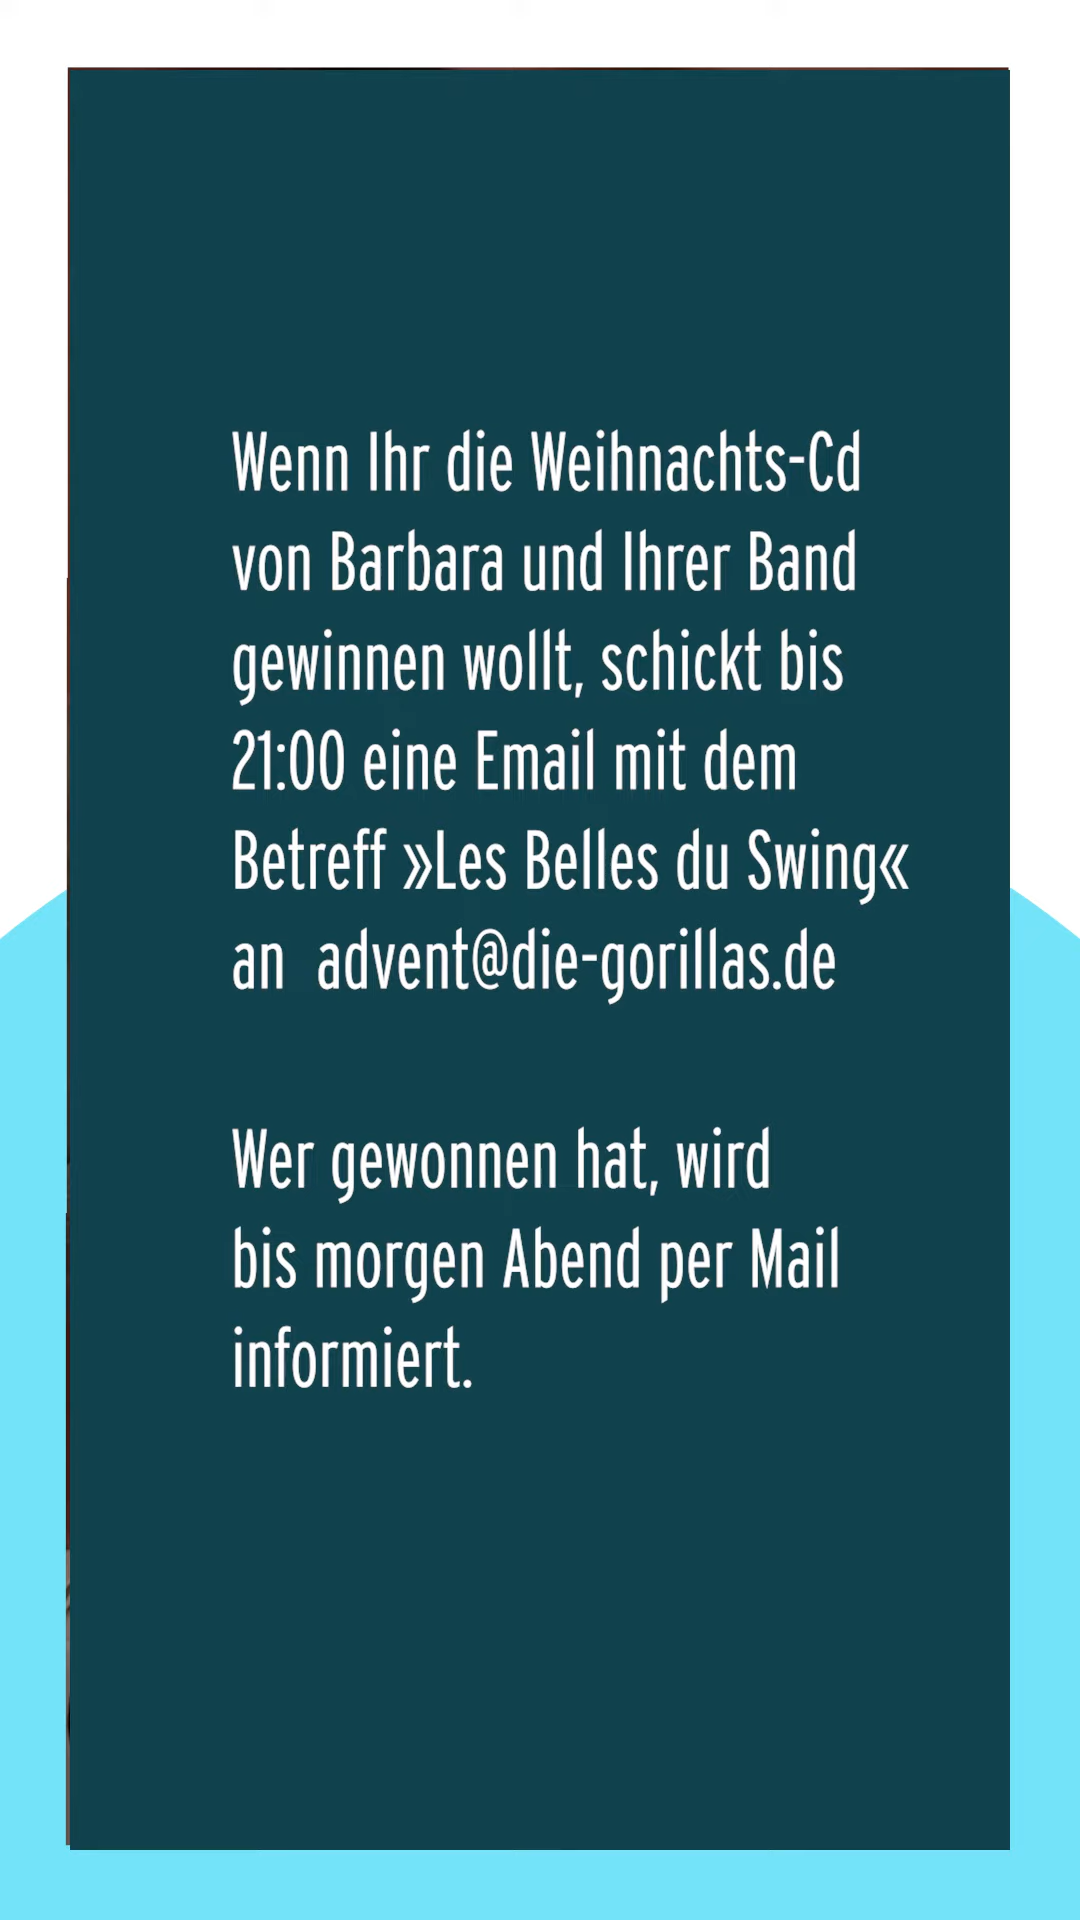 Wenn Ihr die Weihnachts-Cd
von Barbara und Ihrer Band
gewinnen wollt, schickt bis
21:00 eine Email mit dem
Betreff »Les Belles du Swing«
an  advent@die-gorillas.de
Wer gewonnen hat, wird
bis morgen Abend per Mail
informiert.